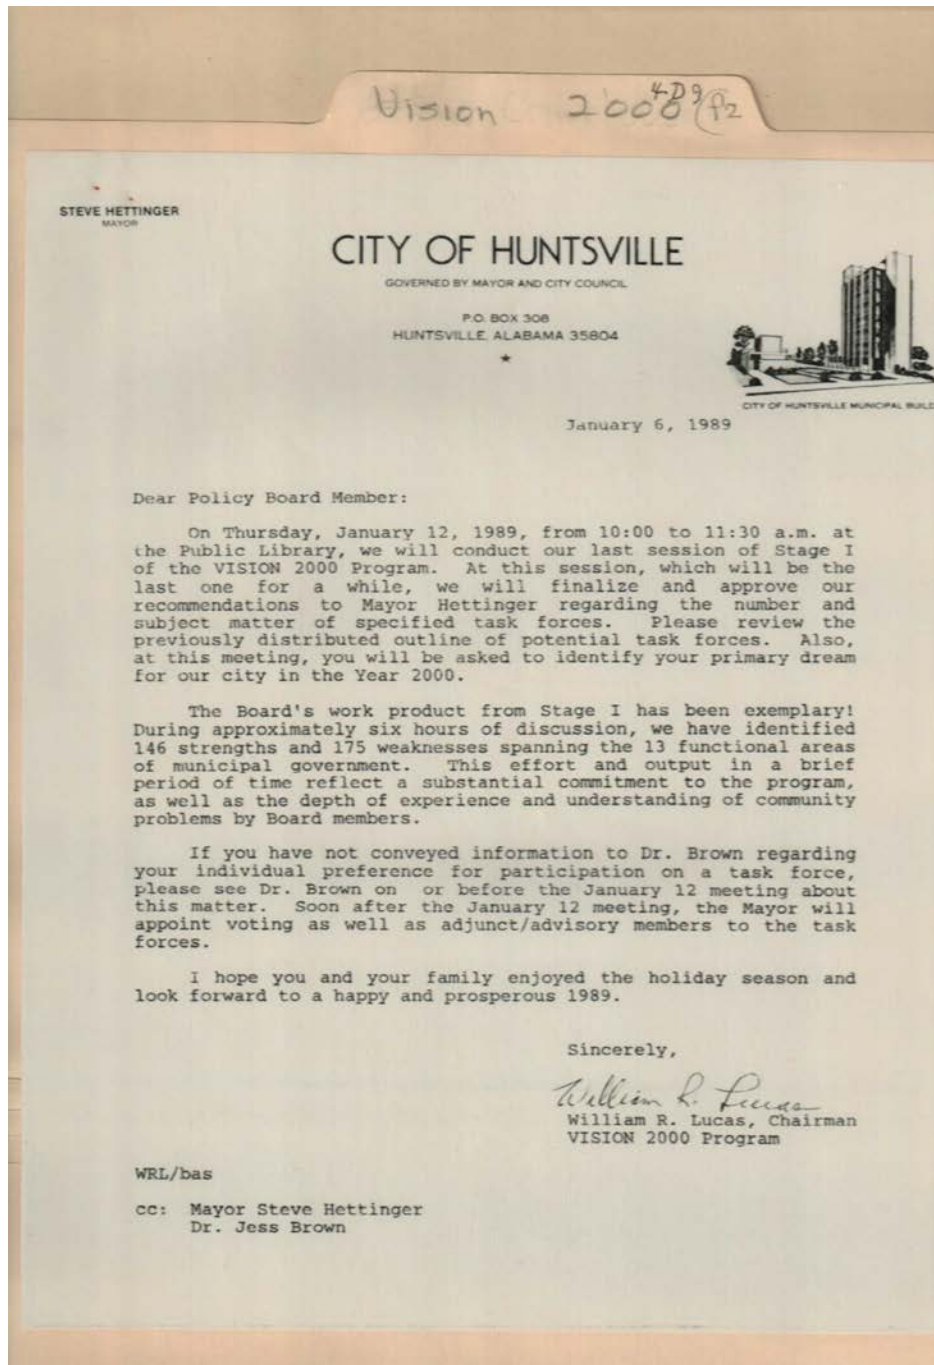 Vision 2000 4-D9 P2
STEVE HETTINGER
MAYOR
CITY OF HUNTSVILLE
GOVERNED BY MAYOR AND CITY COUNCIL
P.O. BOX 308
HUNTSVILLE, ALABAMA 35804
CITY OF HUNTSVILLE MUNICIPAL BUILD
January 6, 1989
Dear Policy Board Member:
On Thursday, January 12, 1989, from 10:00 to 11:30 a.m. at
the Public Library, we will conduct our last session of Stage I
of the VISION 2000 Program. At this session, which will be the
last one for a while, we will finalize and approve our
recommendations to Mayor Hettinger regarding the number and
subject matter of specified task forces. Please review the
previously distributed outline of potential task forces. Also,
at this meeting, you will be asked to identify your primary dream
for our city in the Year 2000.
The Board's work product from Stage I has been exemplary!
During approximately six hours of discussion, we have identified
146 strengths and 175 weaknesses spanning the 13 functional areas
of municipal government. This effort and output in a brief
period of time reflect a substantial commitment to the program,
as well as the depth of experience and understanding of community
problems by Board members.
If you have not conveyed information to Dr. Brown regarding
your individual preference for participation on a task force,
please see Dr. Brown on or before the January 12 meeting about
this matter. Soon after the January 12 meeting, the Mayor will
appoint voting as well as adjunct/advisory members to the task
forces.
I hope you and your family enjoyed the holiday season and
look forward to a happy and prosperous 1989.
Sincerely,
William R. Lucas
William R. Lucas, Chairman
VISION 2000 Program
WRL/bas
cc: Mayor Steve Hettinger
Dr. Jess Brown